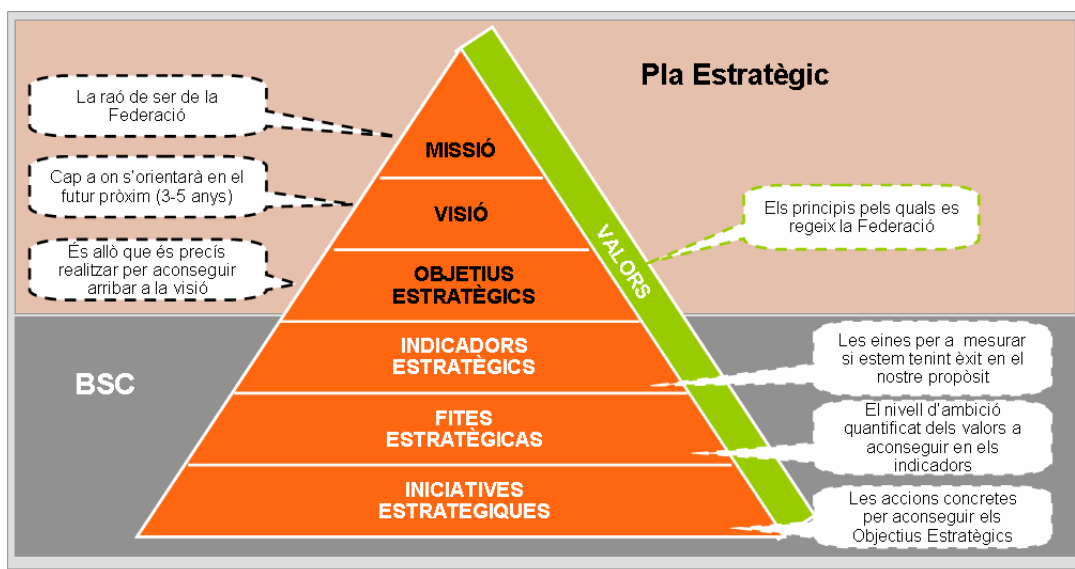 Pla Estratègic
La raó de ser de la
Federació
MISSIÓ
Cap a on s'orientarà en el
futur pròxim (3-5 anys)
VISIÓ
Els principis pels quals es
regeix la Federació
VALORS
És allò que és precís
realitzar per aconseguir
arribar a la visió
OBJETIUS
ESTRATÈGICS
BSC
INDICADORS
ESTRATÈGICS
Les eines per a mesurar
si estem tenint èxit en el
nostre propòsit
FITES
ESTRATÈGICAS
El nivell d'ambició
quantificat dels valors a
aconseguir en els
indicadors
INICIATIVES
ESTRATEGIQUES
Les accions concretes
per aconseguir els
Objectius Estratègics